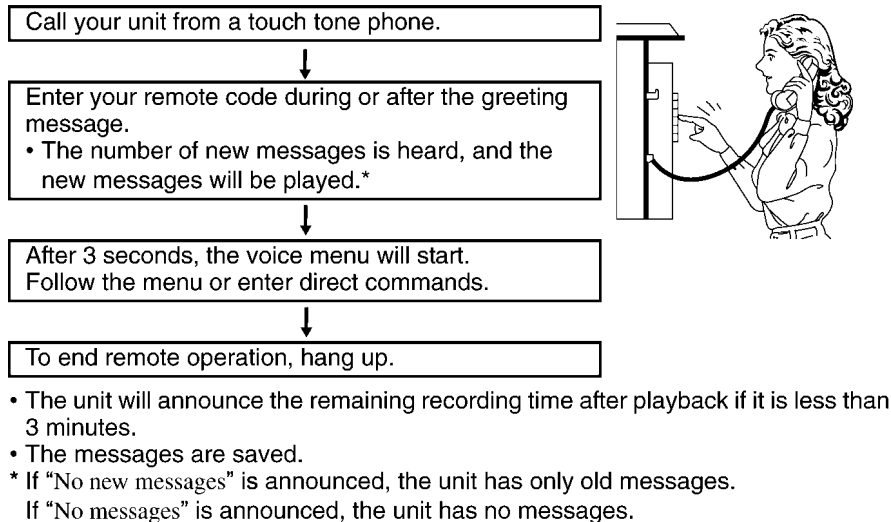 Call your unit from a touch tone phone.
Enter your remote code during or after the greeting
message.
• The number of new messages is heard, and the
new messages will be played.*
After 3 seconds, the voice menu will start.
Follow the menu or enter direct commands.
To end remote operation, hang up.
• The unit will announce the remaining recording time after playback if it is less than
3 minutes.
• The messages are saved.
* If “No new messages” is announced, the unit has only old messages.
If “No messages” is announced, the unit has no messages.